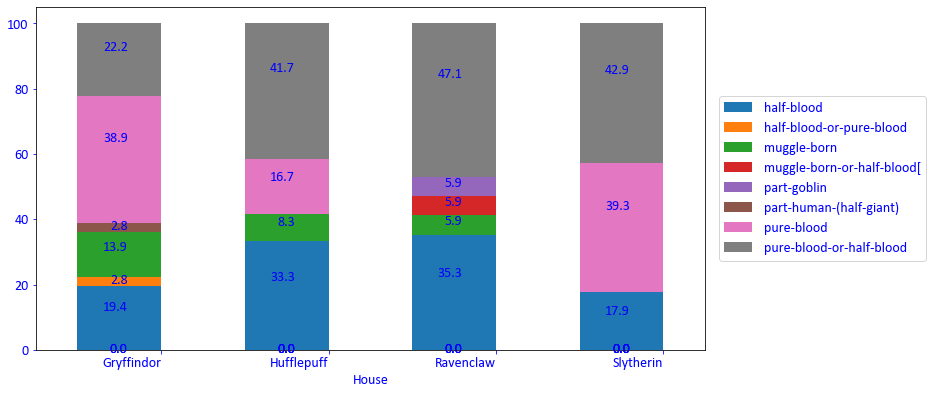 100
80
60
40
20
0
22.2
38.9
2.8
13.9
2.8
19.4
0.0
41.7
16.7
8.3
33.3
0.0
47.1
5.9
5.9
5.9
35.3
0.0
42.9
39.3
17.9
0.0
Gryffindor Hufflepuff Ravenclaw Slytherin
House
half-blood
half-blood-or-pure-blood
muggle-born
muggle-born-or-half-blood[
part-goblin
part-human-(half-giant)
pure-blood
pure-blood-or-half-blood